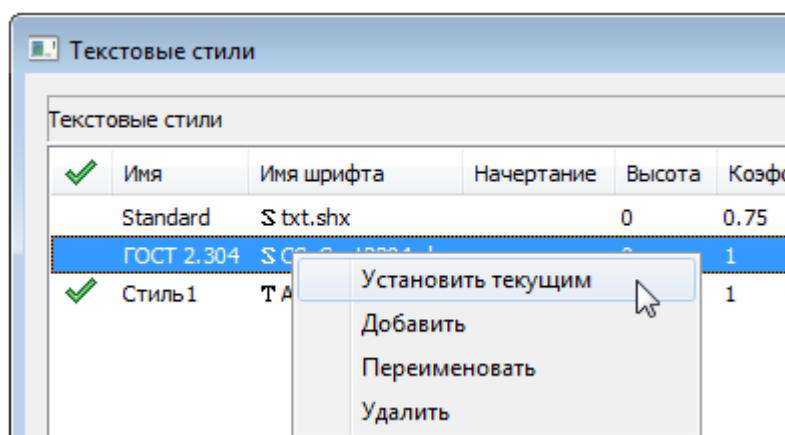 Текстовые стили
Текстовые стили
Имя Имя шрифта Начертание Высота
Standard txt.shx 0 0.75
ГОСТ 2.304 1
Установить текущим
Стиль1 1
Добавить
Переименовать
Удалить